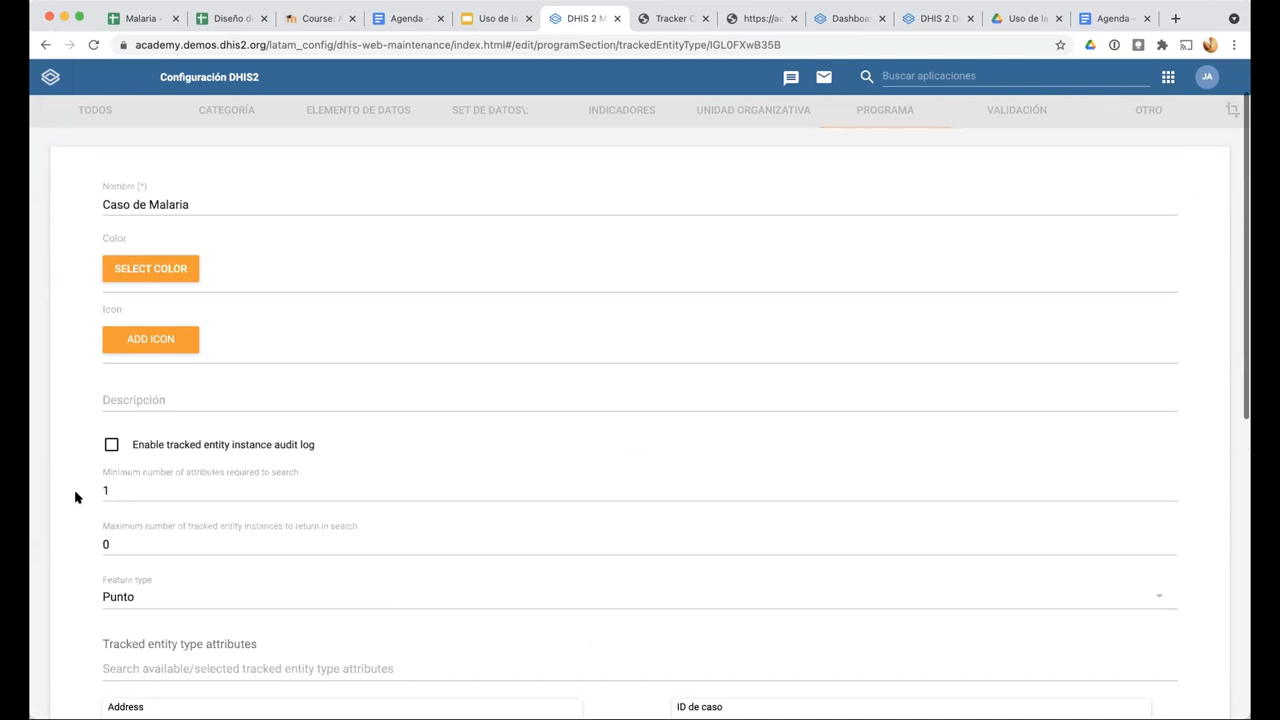 Malaria -
Diseño d
Course: A
Agenda -
Uso de la
DHIS 2 M
Tracker C
https://ac
Dashboa
DHIS 2 D
Uso de la
Agenda -
academy.demos.dhis2.org/latam_config/dhis-web-maintenance/index.html#/edit/programSection/trackedEntityType/IGL0FXwB35B
Configuración DHIS2
Buscar aplicaciones
JA
TODOS
CATEGORÍA
ELEMENTO DE DATOS
SET DE DATOS\;
INDICADORES
UNIDAD ORGANIZATIVA
PROGRAMA
VALIDACIÓN
OTRO
Nombre (*)
Caso de Malaria
Color
SELECT COLOR
Icon
ADD ICON
Descripción
Enable tracked entity instance audit log
Minimum number of attributes required to search
1
Maximum number of tracked entity instances to return in search
0
Feature type
Punto
Tracked entity type attributes
Search available/selected tracked entity type attributes
Address
ID de caso